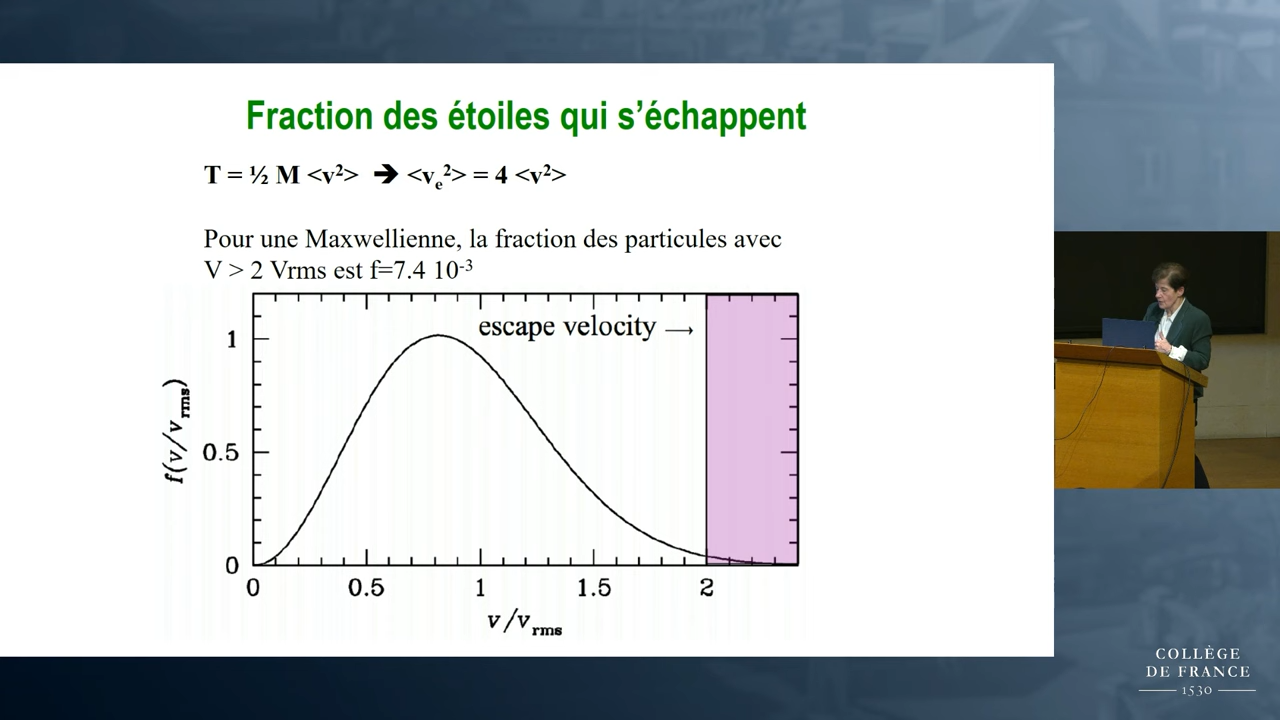 Fraction des étoiles qui s'échappent
T = ½ M <v²> ➔ <vₑ²> = 4 <v²>
Pour une Maxwellienne, la fraction des particules avec
V > 2 Vrms est f=7.4 10⁻³
escape velocity →
1
0.5
0
f(v/vrms)
0 0.5 1 1.5 2
v/vrms
COLLÈGE
DE FRANCE
1530